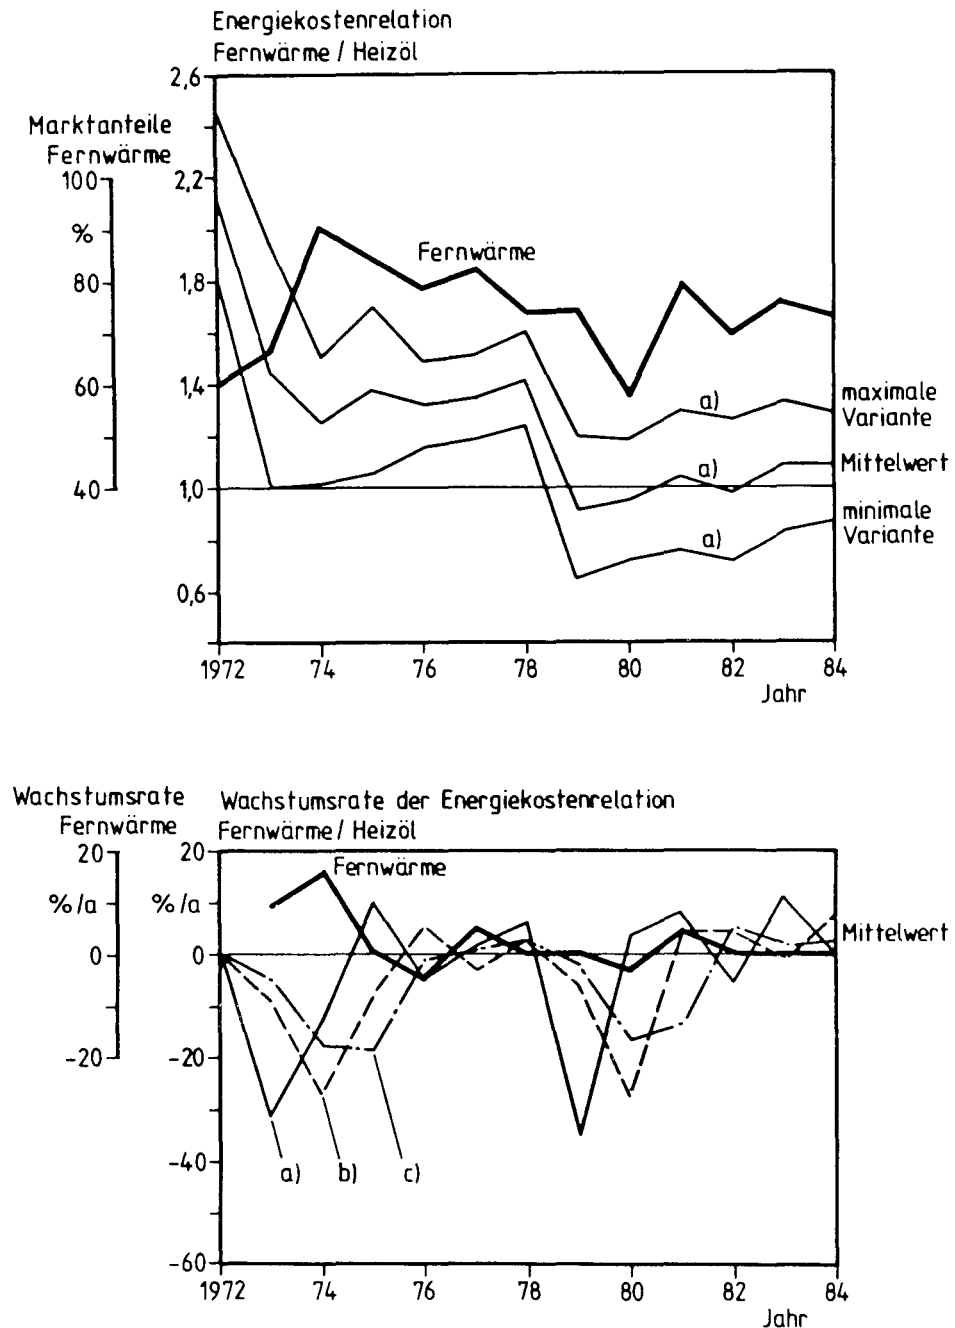 Energiekostenrelation
Fernwärme / Heizöl
Marktanteile
Fernwärme
100
%
80
60
40
2,6
2,2
1,8
1,4
1,0
0,6
Fernwärme
a)
a)
a)
maximale
Variante
Mittelwert
minimale
Variante
1972 74 76 78 80 82 84
Jahr
Wachstumsrate
Fernwärme
Wachstumsrate der Energiekostenrelation
Fernwärme / Heizöl
20
%/a
0
-20
20
%/a
0
-20
-40
-60
Fernwärme
Mittelwert
a) b) c)
1972 74 76 78 80 82 84
Jahr